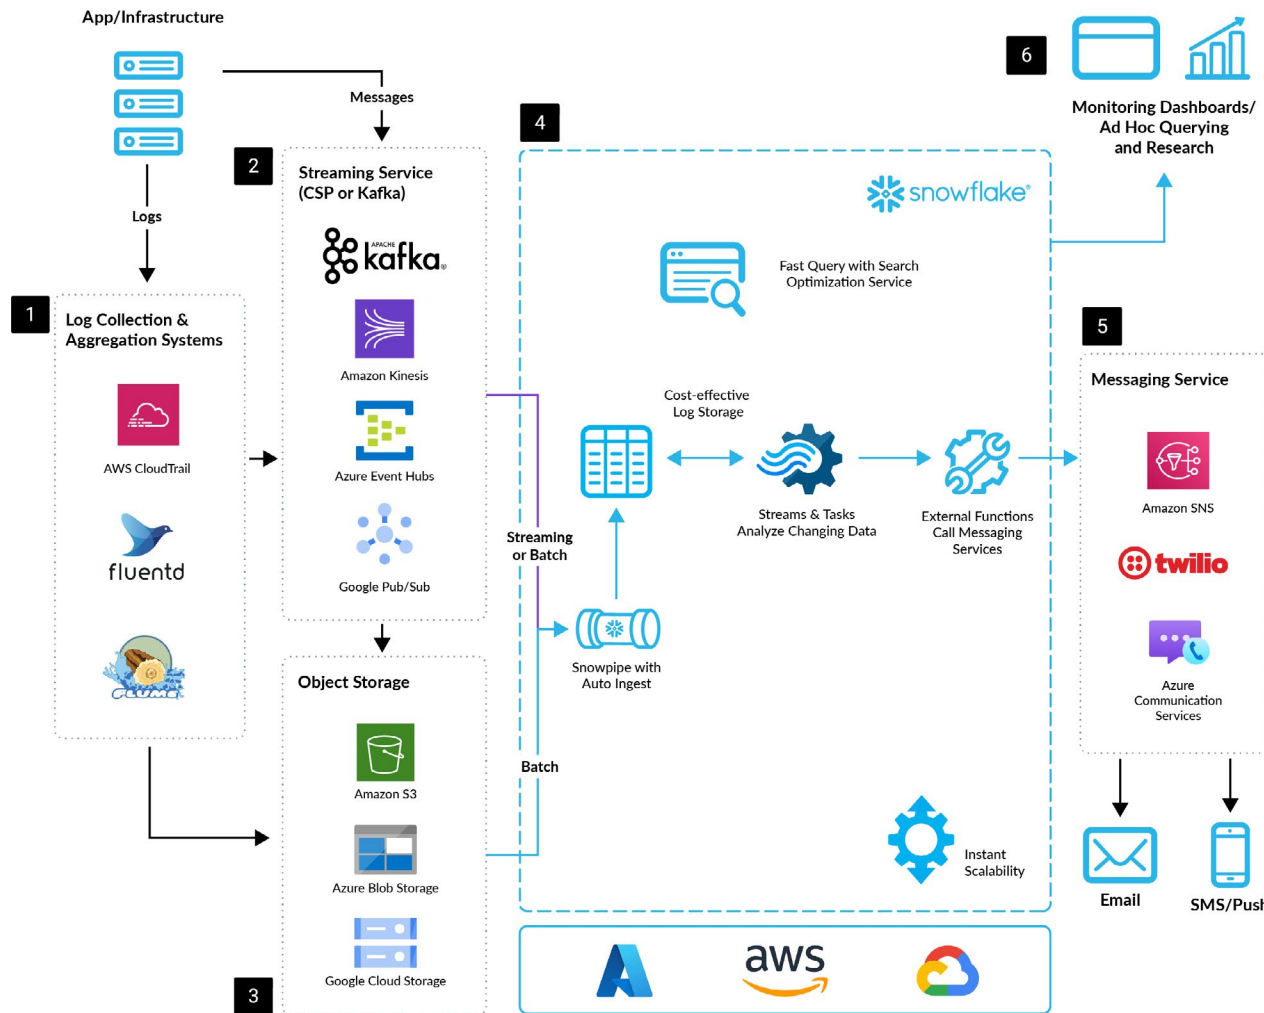 App/Infrastructure
Messages
Logs
1
Log Collection &
Aggregation Systems
AWS CloudTrail
fluentd
FLUME
2
Streaming Service
(CSP or Kafka)
APACHE
kafka®
Amazon Kinesis
Azure Event Hubs
Google Pub/Sub
3
Object Storage
Amazon S3
Azure Blob Storage
Google Cloud Storage
Streaming
or Batch
Batch
4
snowflake®
Fast Query with Search
Optimization Service
Cost-effective
Log Storage
Streams & Tasks
Analyze Changing Data
External Functions
Call Messaging
Services
Snowpipe with
Auto Ingest
Instant
Scalability
aws
5
Messaging Service
Amazon SNS
twilio
Azure
Communication
Services
Email
SMS/Push
6
Monitoring Dashboards/
Ad Hoc Querying
and Research